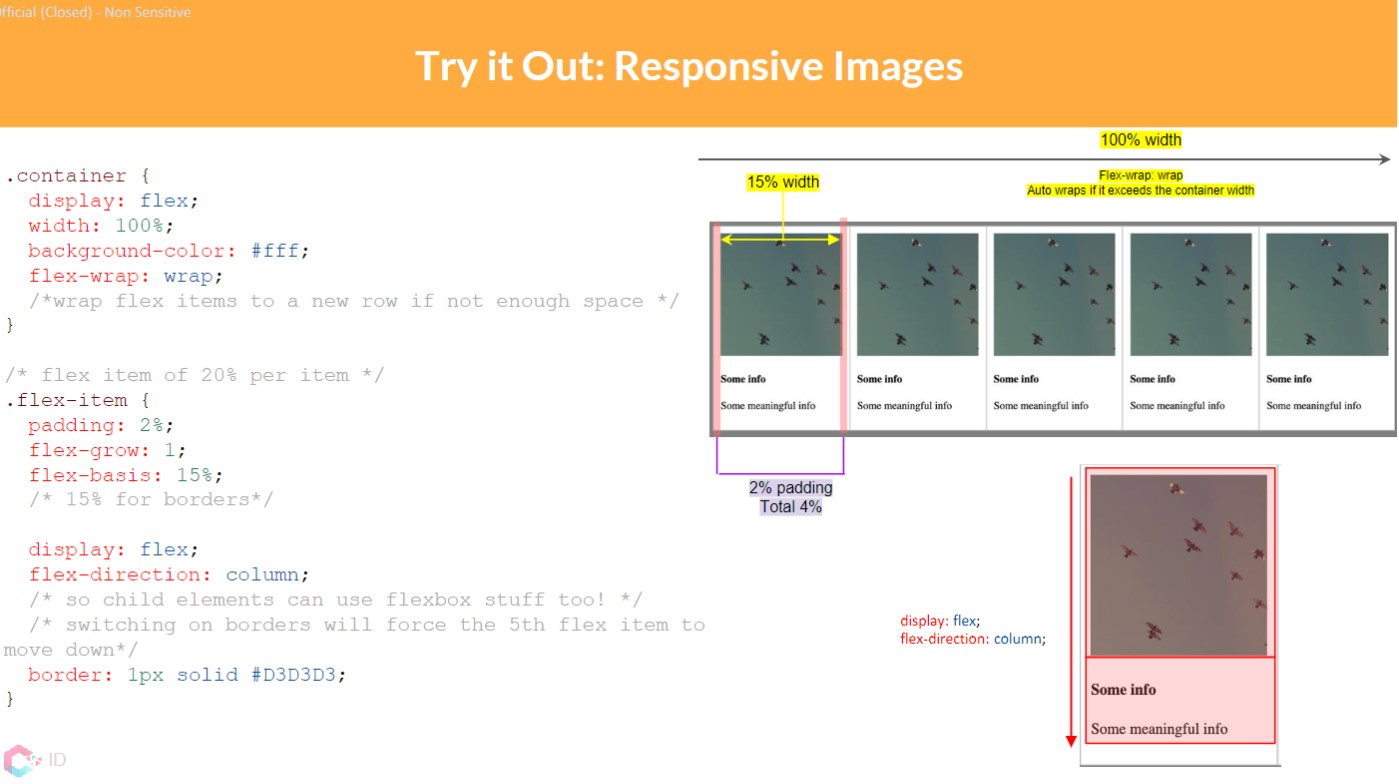 fficial (Closed) - Non Sensitive
Try it Out: Responsive Images
.container {
display: flex;
width: 100%;
background-color: #fff;
flex-wrap: wrap;
/*wrap flex items to a new row if not enough space */
}
/* flex item of 20% per item */
.flex-item {
padding: 2%;
flex-grow: 1;
flex-basis: 15%;
/* 15% for borders*/
display: flex;
flex-direction: column;
/* so child elements can use flexbox stuff too! */
/* switching on borders will force the 5th flex item to
move down*/
border: 1px solid #D3D3D3;
}
100% width
15% width
Flex-wrap: wrap
Auto wraps if it exceeds the container width
Some info
Some info
Some info
Some info
Some info
Some meaningful info
Some meaningful info
Some meaningful info
Some meaningful info
Some meaningful info
2% padding
Total 4%
display: flex;
flex-direction: column;
Some info
Some meaningful info
ID